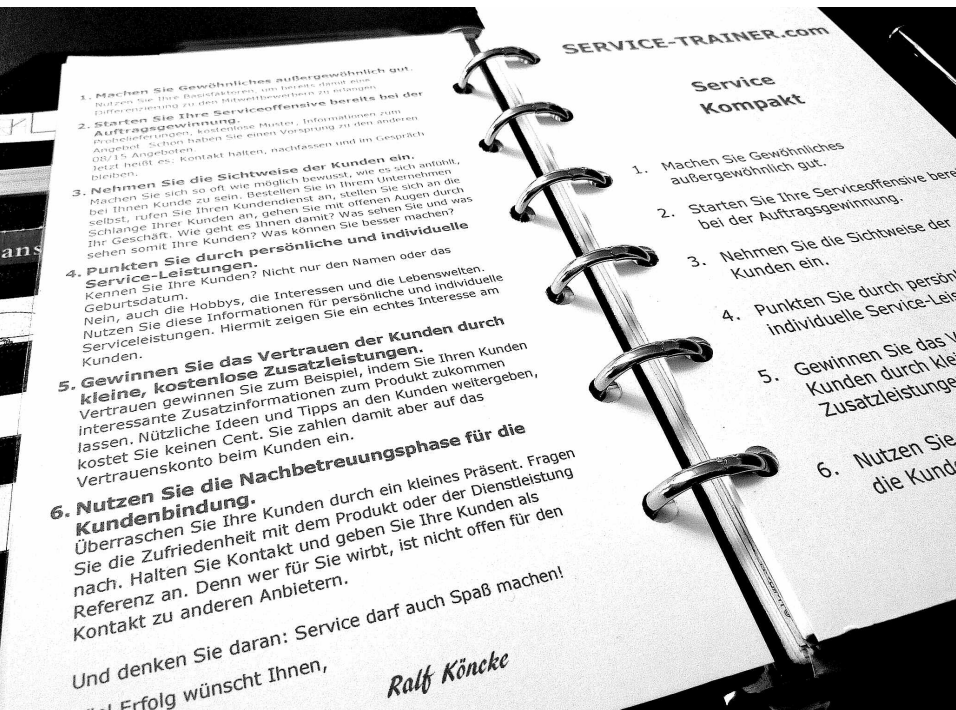 1. Machen Sie Gewöhnliches außergewöhnlich gut.
Nutzen Sie Ihre Basisfaktoren, um bereits damit eine
Differenzierung zu den Mitwettbewerbern zu erlangen.
2. Starten Sie Ihre Serviceoffensive bereits bei der
Auftragsgewinnung.
Probelieferungen, kostenlose Muster, Informationen zum
Angebot. Schon haben Sie einen Vorsprung zu den anderen
08/15 Angeboten.
Jetzt heißt es: Kontakt halten, nachfassen und im Gespräch
bleiben.
3. Nehmen Sie die Sichtweise der Kunden ein.
Machen Sie sich so oft wie möglich bewusst, wie es sich anfühlt,
bei Ihnen Kunde zu sein. Bestellen Sie in Ihrem Unternehmen
selbst, rufen Sie Ihren Kundendienst an, stellen Sie sich an die
Schlange Ihrer Kunden an, gehen Sie mit offenen Augen durch
Ihr Geschäft. Wie geht es Ihnen damit? Was sehen Sie und was
sehen somit Ihre Kunden? Was können Sie besser machen?
4. Punkten Sie durch persönliche und individuelle
Service-Leistungen.
Kennen Sie Ihre Kunden? Nicht nur den Namen oder das
Geburtsdatum.
Nein, auch die Hobbys, die Interessen und die Lebenswelten.
Nutzen Sie diese Informationen für persönliche und individuelle
Serviceleistungen. Hiermit zeigen Sie ein echtes Interesse am
Kunden.
5. Gewinnen Sie das Vertrauen der Kunden durch
kleine, kostenlose Zusatzleistungen.
Vertrauen gewinnen Sie zum Beispiel, indem Sie Ihren Kunden
interessante Zusatzinformationen zum Produkt zukommen
lassen. Nützliche Ideen und Tipps an den Kunden weitergeben,
kostet Sie keinen Cent. Sie zahlen damit aber auf das
Vertrauenskonto beim Kunden ein.
6. Nutzen Sie die Nachbetreuungsphase für die
Kundenbindung.
Überraschen Sie Ihre Kunden durch ein kleines Präsent. Fragen
Sie die Zufriedenheit mit dem Produkt oder der Dienstleistung
nach. Halten Sie Kontakt und geben Sie Ihre Kunden als
Referenz an. Denn wer für Sie wirbt, ist nicht offen für den
Kontakt zu anderen Anbietern.
Und denken Sie daran: Service darf auch Spaß machen!
Erfolg wünscht Ihnen,
Ralf Köncke
SERVICE-TRAINER.com
Service
Kompakt
1. Machen Sie Gewöhnliches
außergewöhnlich gut.
2. Starten Sie Ihre Serviceoffensive berei
bei der Auftragsgewinnung.
3. Nehmen Sie die Sichtweise der
Kunden ein.
4. Punkten Sie durch persönl
individuelle Service-Leis
5. Gewinnen Sie das V
Kunden durch klei
Zusatzleistunge
6. Nutzen Sie
die Kund
ans